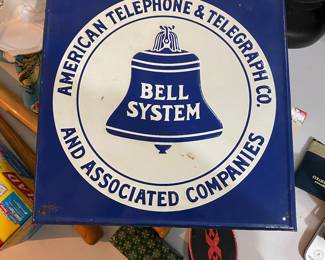 AMERICAN TELEPHONE & TELEGRAPH CO.
BELL
SYSTEM
AND ASSOCIATED COMPANIES